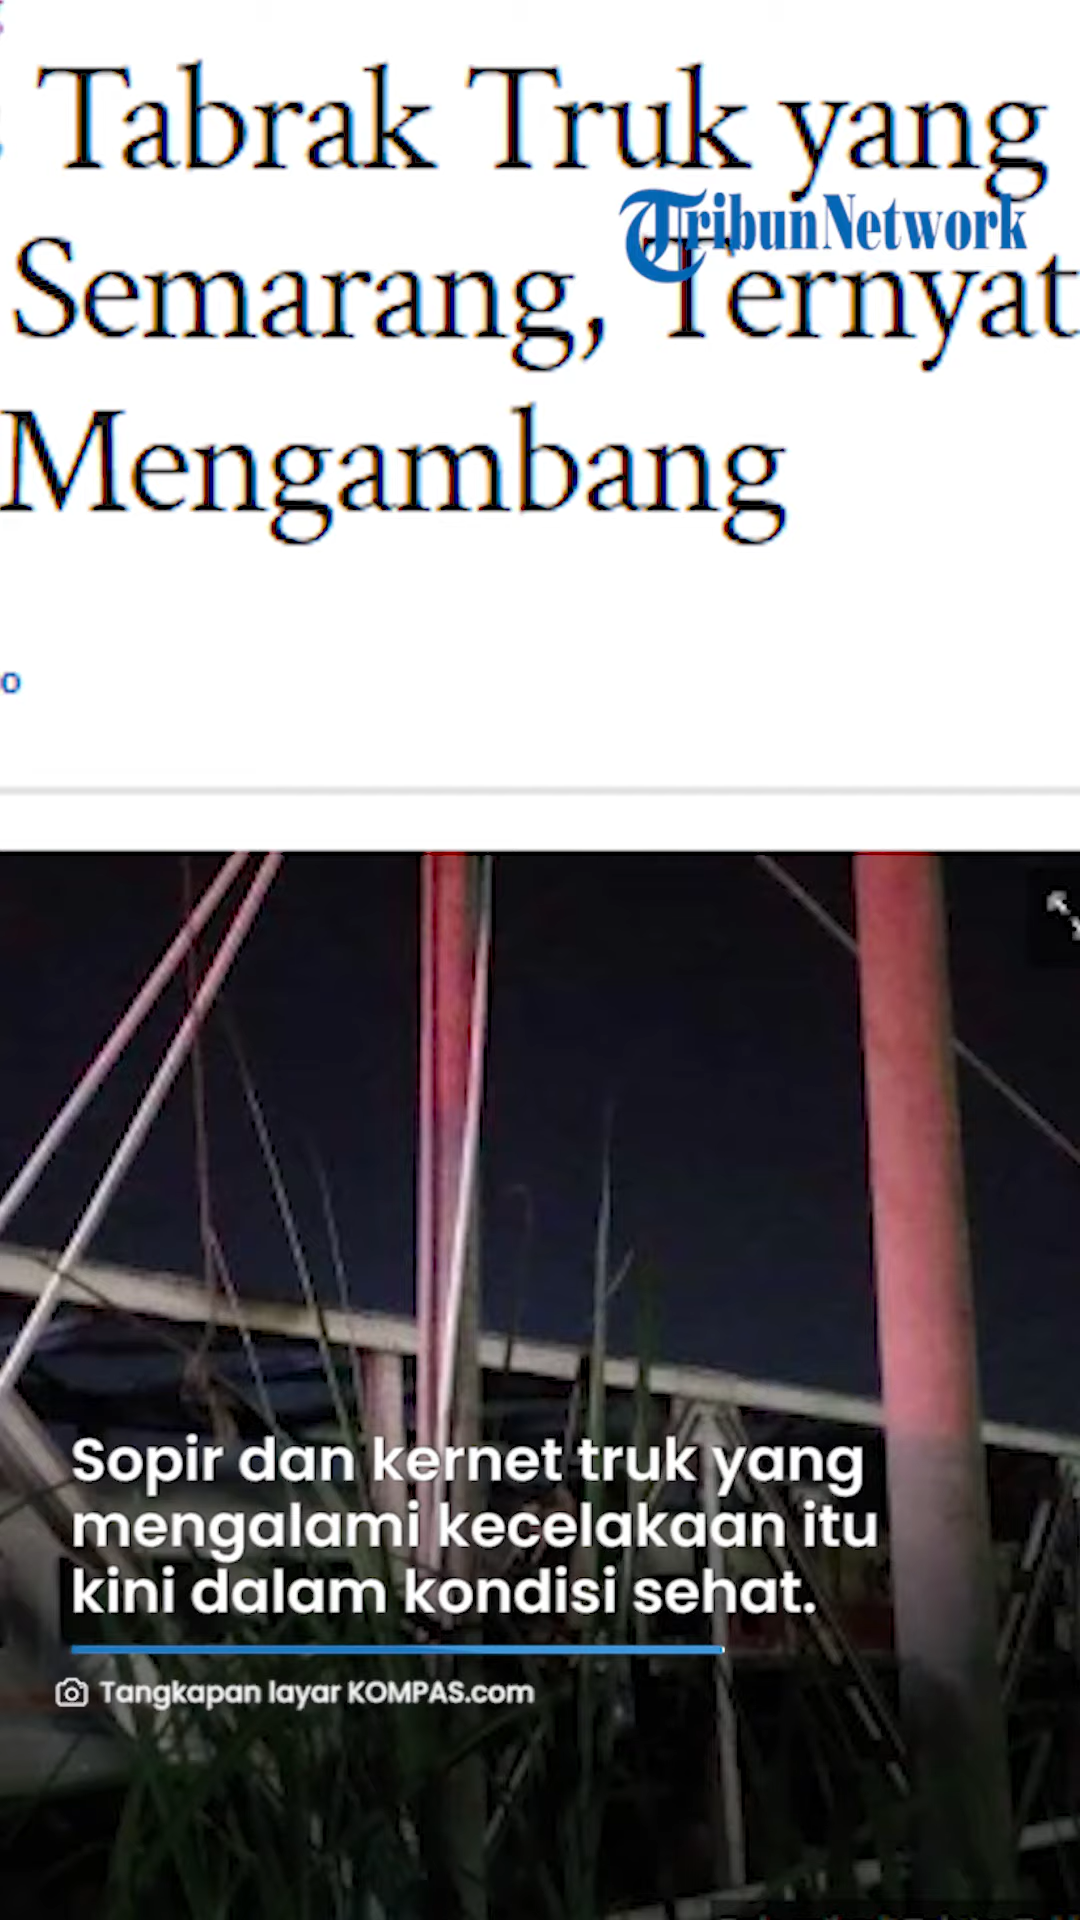 Tabrak Truk yang
TribunNetwork
Semarang, Ternyat
Mengambang
o
Sopir dan kernet truk yang
mengalami kecelakaan itu
kini dalam kondisi sehat.
Tangkapan layar KOMPAS.com